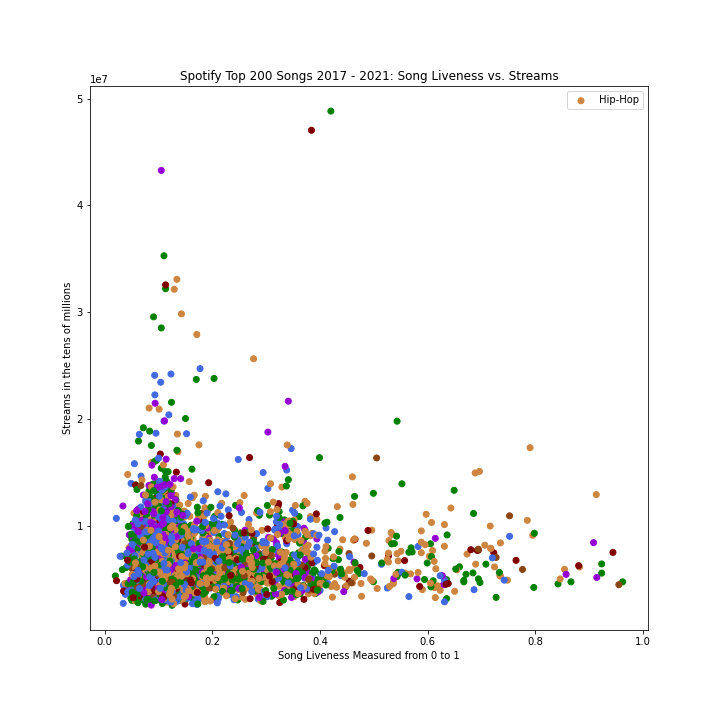 Spotify Top 200 Songs 2017 - 2021: Song Liveness vs. Streams
1e7
Hip-Hop
5
4
3
2
1
Streams in the tens of millions
0.0 0.2 0.4 0.6 0.8 1.0
Song Liveness Measured from 0 to 1